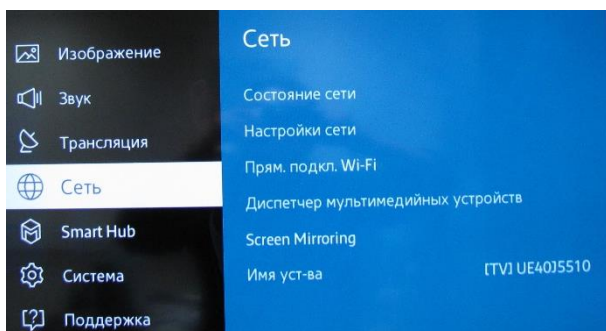 Изображение
Звук
Трансляция
Сеть
Smart Hub
Система
Поддержка
Сеть
Состояние сети
Настройки сети
Прям. подкл. Wi-Fi
Диспетчер мультимедийных устройств
Screen Mirroring
Имя уст-ва [TV] UE40J5510